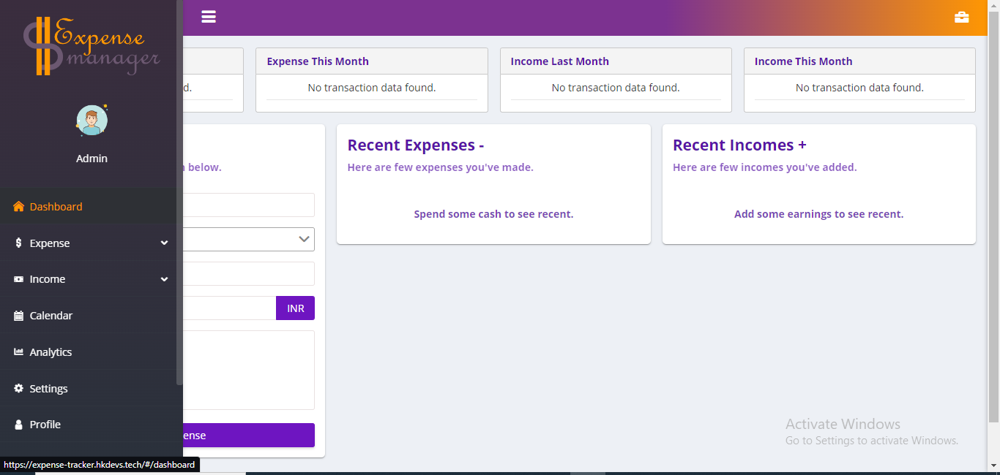 Expense
manager
Admin
Dashboard
Expense
Income
Calendar
Analytics
Settings
Profile
https://expense-tracker.hkdevs.tech/#/dashboard
d.
Expense This Month
No transaction data found.
Income Last Month
No transaction data found.
Income This Month
No transaction data found.
below.
INR
ense
Recent Expenses -
Here are few expenses you've made.
Spend some cash to see recent.
Recent Incomes +
Here are few incomes you've added.
Add some earnings to see recent.
Activate Windows
Go to Settings to activate Windows.